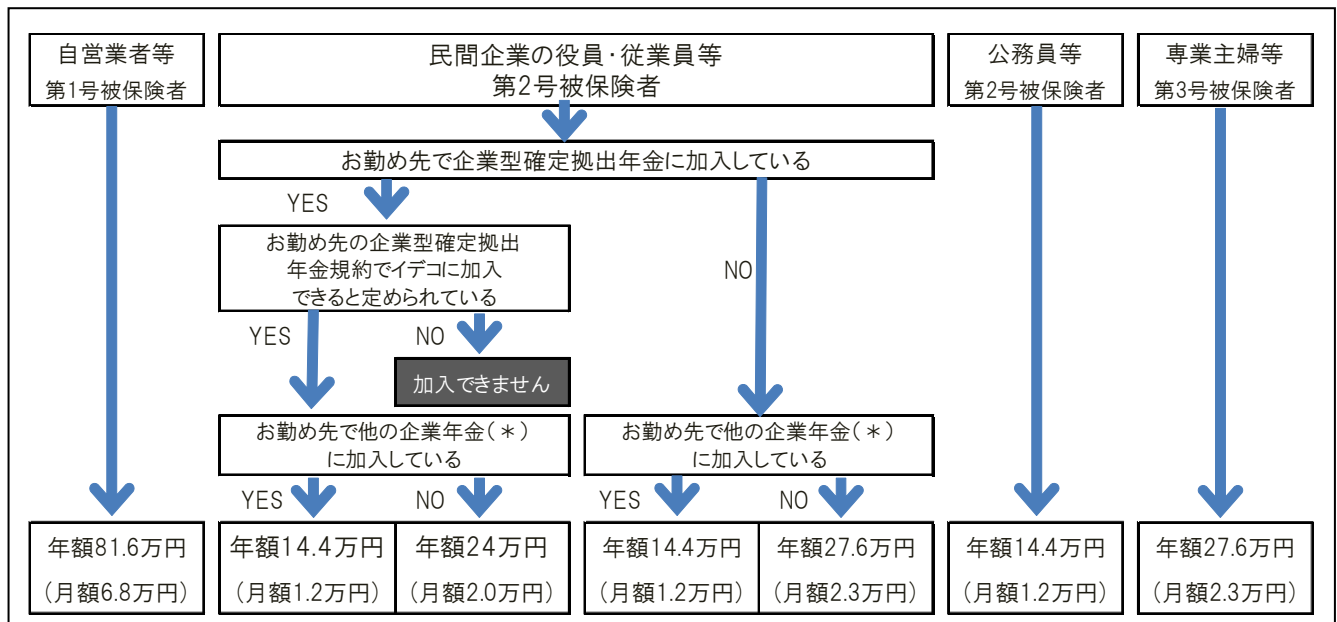 自営業者等
第1号被保険者
民間企業の役員・従業員等
第2号被保険者
公務員等
第2号被保険者
専業主婦等
第3号被保険者
お勤め先で企業型確定拠出年金に加入している
YES
NO
お勤め先の企業型確定拠出
年金規約でイデコに加入
できると定められている
YES
NO
加入できません
お勤め先で他の企業年金(＊)
に加入している
お勤め先で他の企業年金(＊)
に加入している
YES
NO
YES
NO
年額81.6万円
(月額6.8万円)
年額14.4万円
(月額1.2万円)
年額24万円
(月額2.0万円)
年額14.4万円
(月額1.2万円)
年額27.6万円
(月額2.3万円)
年額14.4万円
(月額1.2万円)
年額27.6万円
(月額2.3万円)